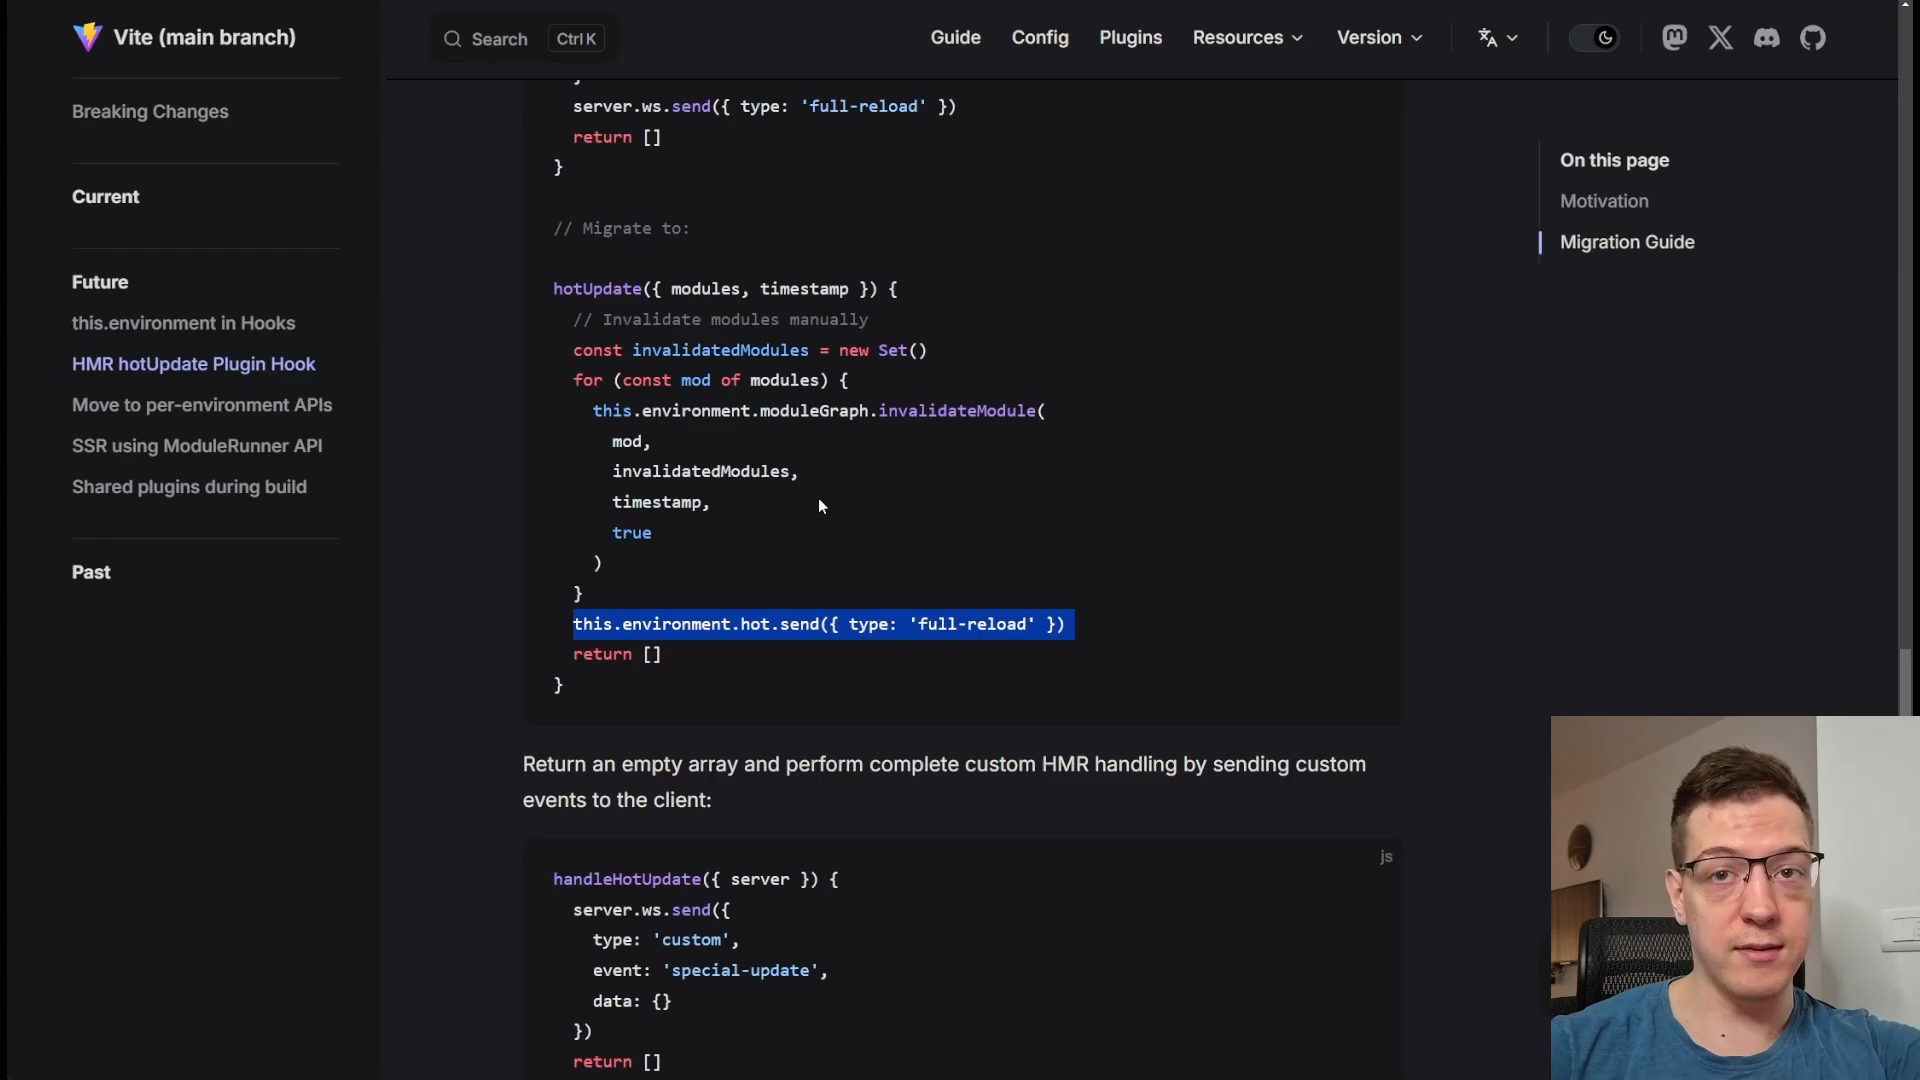 Vite (main branch)
Search Ctrl K
Guide Config Plugins Resources Version
Breaking Changes
Current
Future
this.environment in Hooks
HMR hotUpdate Plugin Hook
Move to per-environment APIs
SSR using ModuleRunner API
Shared plugins during build
Past
}
server.ws.send({ type: 'full-reload' })
return []
}
// Migrate to:
hotUpdate({ modules, timestamp }) {
// Invalidate modules manually
const invalidatedModules = new Set()
for (const mod of modules) {
this.environment.moduleGraph.invalidateModule(
mod,
invalidatedModules,
timestamp,
true
)
}
this.environment.hot.send({ type: 'full-reload' })
return []
}
Return an empty array and perform complete custom HMR handling by sending custom
events to the client:
js
handleHotUpdate({ server }) {
server.ws.send({
type: 'custom',
event: 'special-update',
data: {}
})
return []
On this page
Motivation
Migration Guide